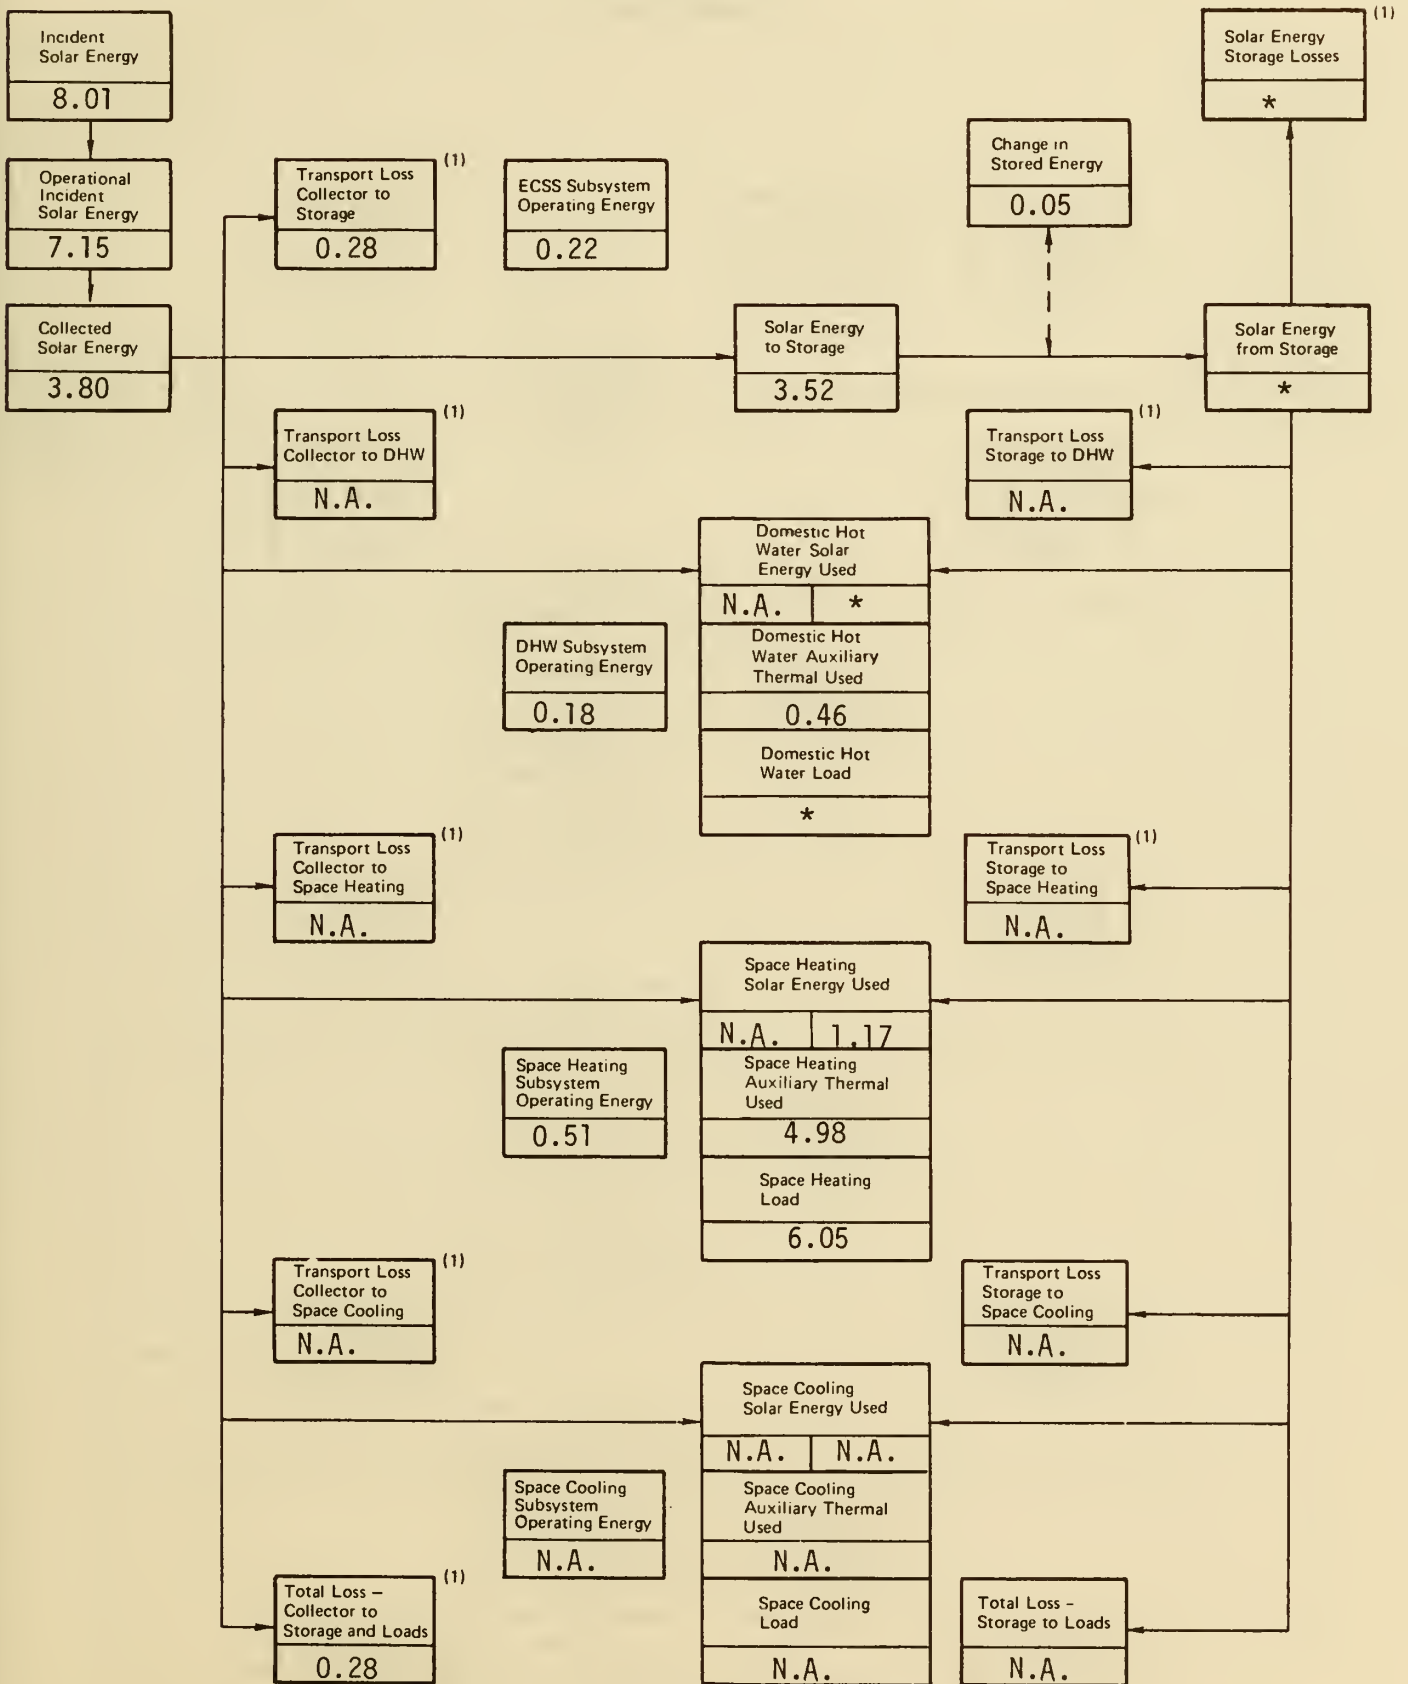 Incident
Solar Energy
8.01
(1)
Solar Energy
Storage Losses
*
Operational
Incident
Solar Energy
7.15
(1)
Transport Loss
Collector to
Storage
0.28
ECSS Subsystem
Operating Energy
0.22
Change in
Stored Energy
0.05
Collected
Solar Energy
3.80
Solar Energy
to Storage
3.52
Solar Energy
from Storage
*
(1)
Transport Loss
Collector to DHW
N.A.
(1)
Transport Loss
Storage to DHW
N.A.
Domestic Hot
Water Solar
Energy Used
N.A. *
DHW Subsystem
Operating Energy
0.18
Domestic Hot
Water Auxiliary
Thermal Used
0.46
Domestic Hot
Water Load
*
(1)
Transport Loss
Collector to
Space Heating
N.A.
(1)
Transport Loss
Storage to
Space Heating
N.A.
Space Heating
Solar Energy Used
N.A. 1.17
Space Heating
Subsystem
Operating Energy
0.51
Space Heating
Auxiliary Thermal
Used
4.98
Space Heating
Load
6.05
(1)
Transport Loss
Collector to
Space Cooling
N.A.
Transport Loss
Storage to
Space Cooling
N.A.
Space Cooling
Solar Energy Used
N.A. N.A.
Space Cooling
Subsystem
Operating Energy
N.A.
Space Cooling
Auxiliary Thermal
Used
N.A.
Space Cooling
Load
N.A.
(1)
Total Loss –
Collector to
Storage and Loads
0.28
Total Loss –
Storage to Loads
N.A.